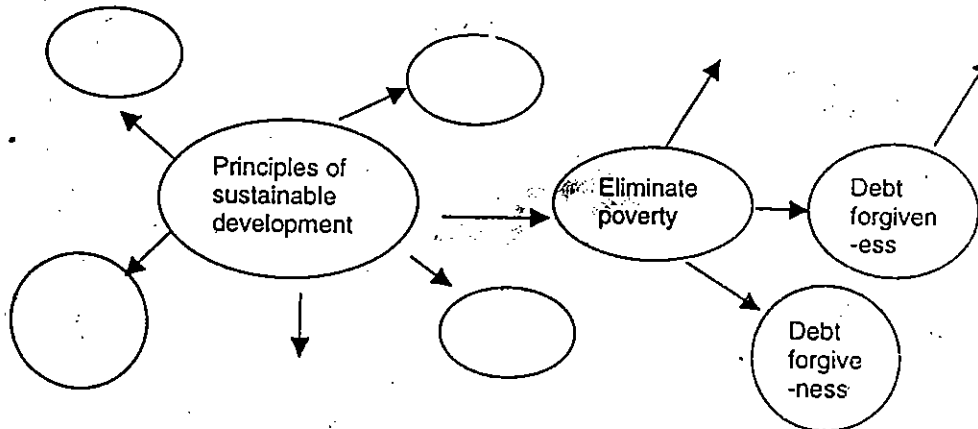 Principles of
sustainable
development
Eliminate
poverty
Debt
forgiven
-ess
Debt
forgive
-ness